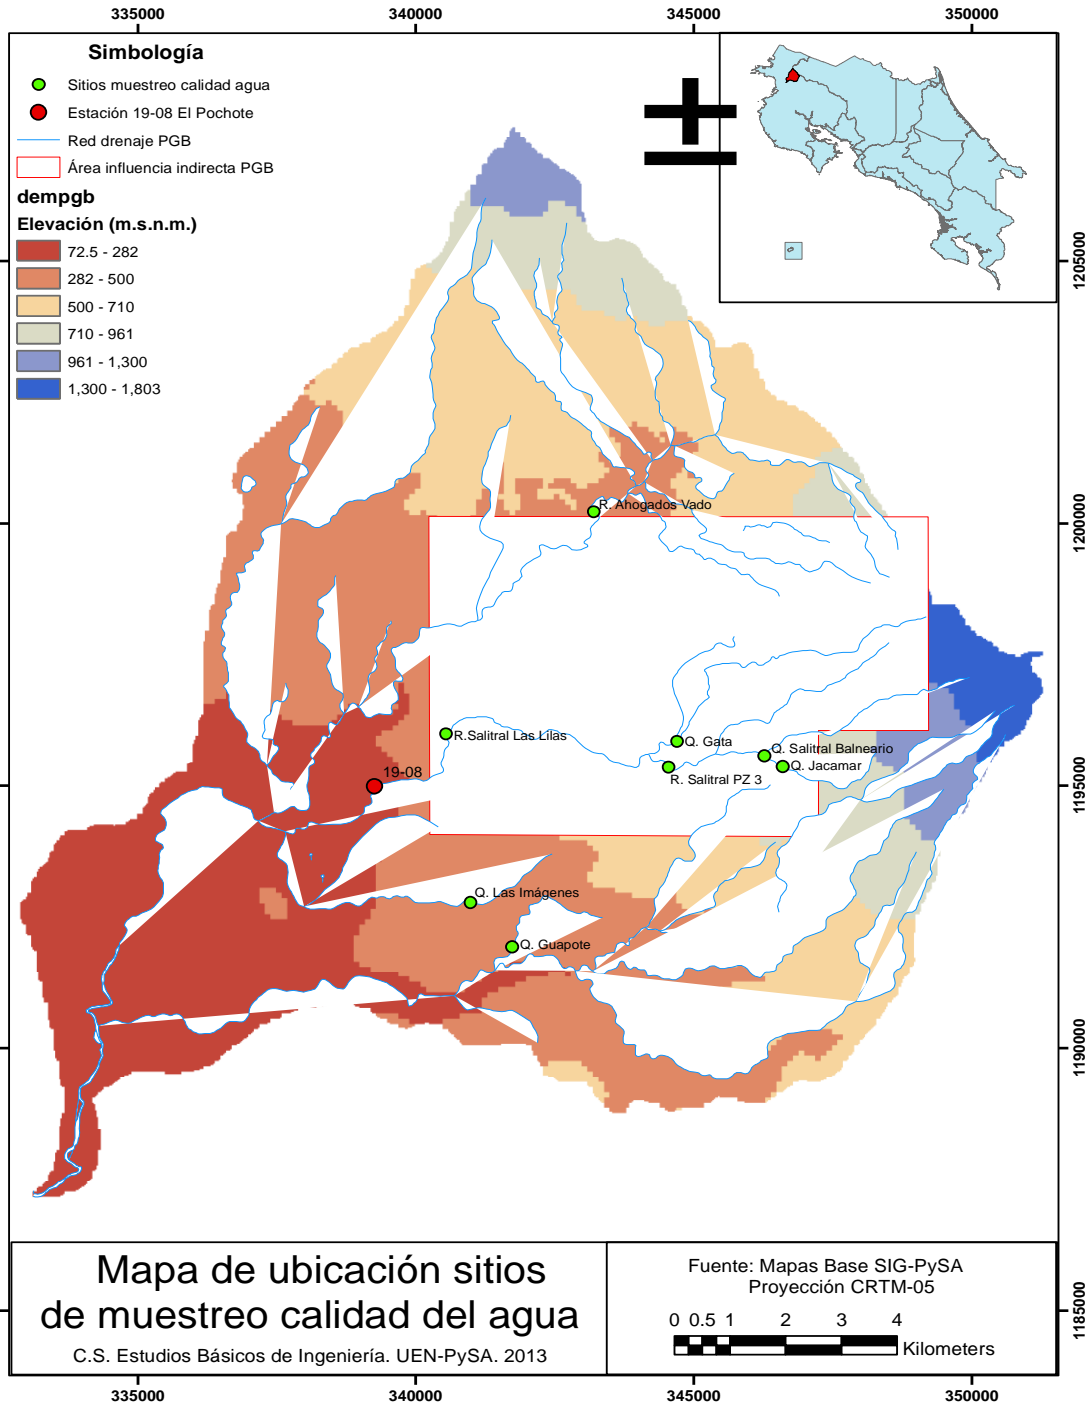 335000
340000
345000
350000
Simbología
Sitios muestreo calidad agua
Estación 19-08 El Pochote
Red drenaje PGB
Área influencia indirecta PGB
dempgb
Elevación (m.s.n.m.)
72.5 - 282
282 - 500
500 - 710
710 - 961
961 - 1,300
1,300 - 1,803
1205000
1200000
1195000
1190000
1185000
R. Ahogados Vado
R.Salitral Las Lilas
Q. Gata
Q. Salitral Balneario
Q. Jacamar
R. Salitral PZ 3
19-08
Q. Las Imágenes
Q. Guapote
Mapa de ubicación sitios
de muestreo calidad del agua
C.S. Estudios Básicos de Ingeniería. UEN-PySA. 2013
Fuente: Mapas Base SIG-PySA
Proyección CRTM-05
0 0.5 1 2 3 4
Kilometers
335000
340000
345000
350000